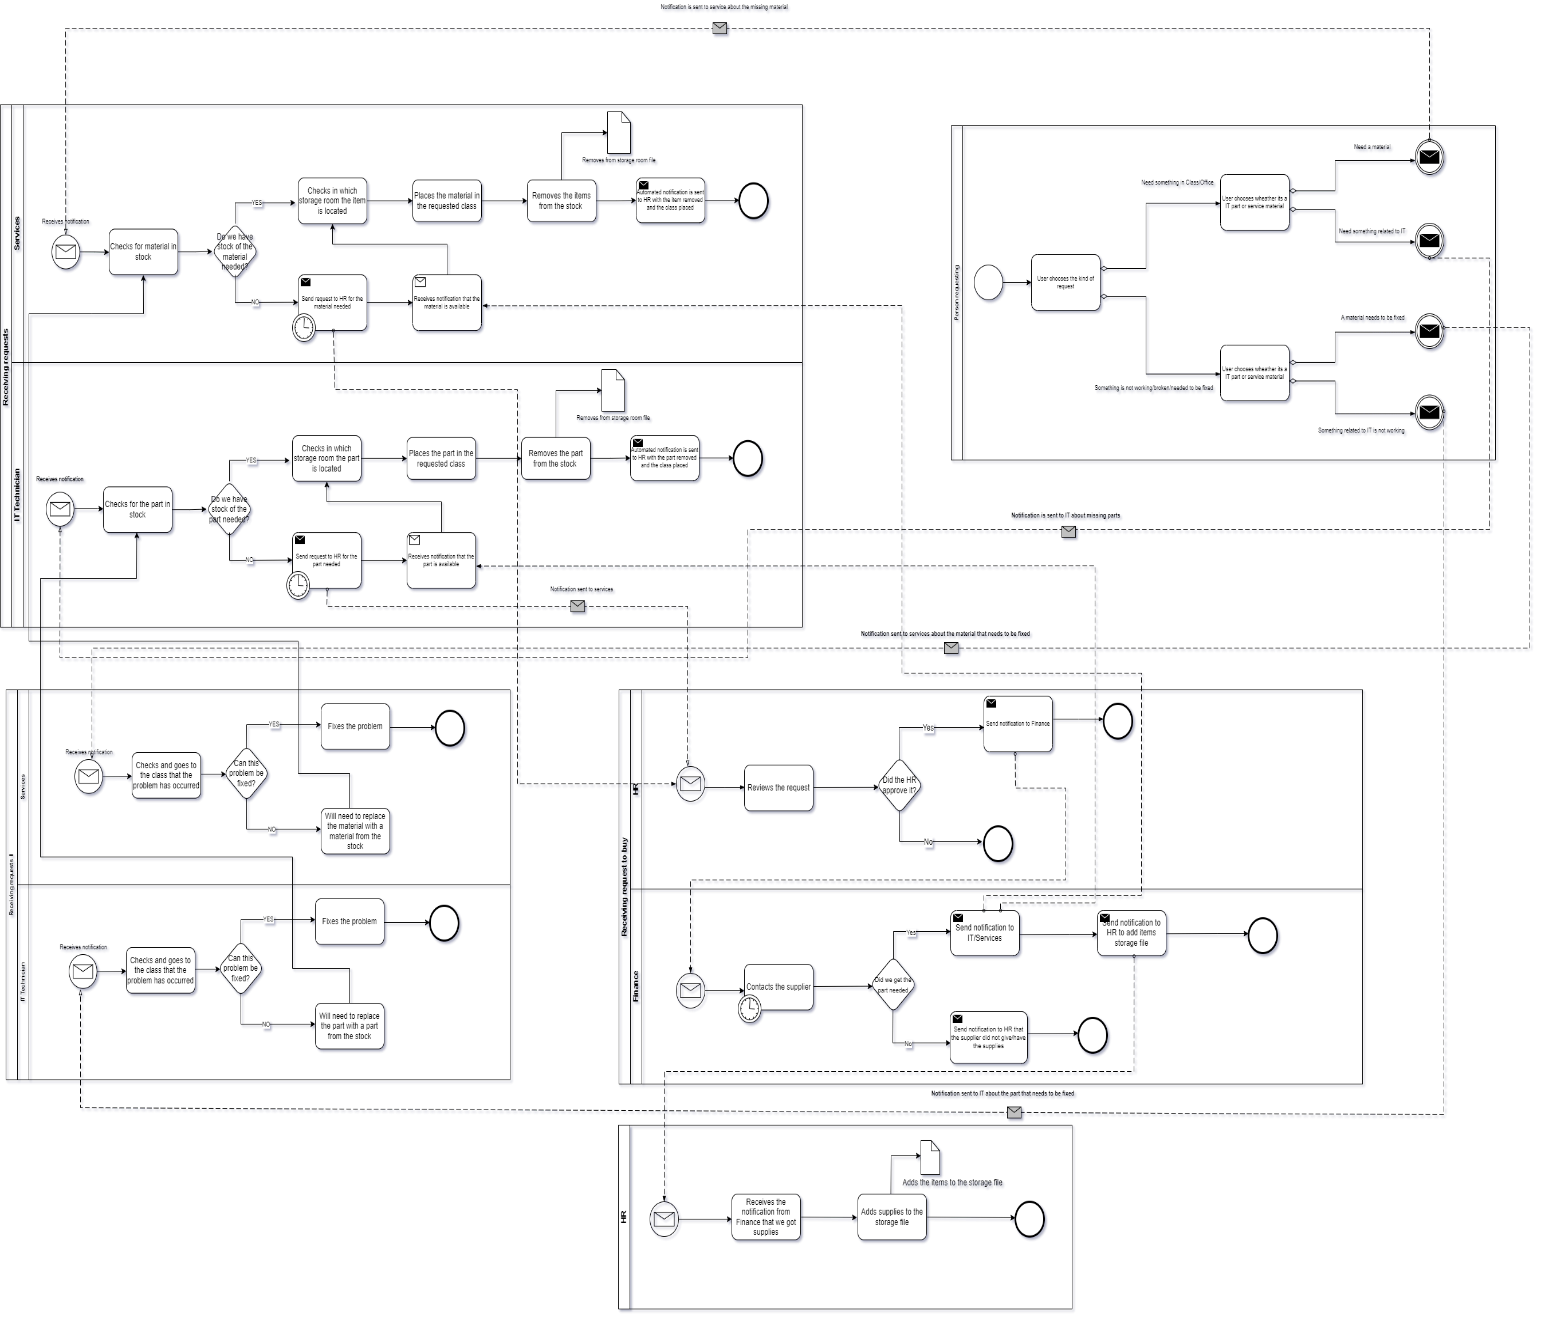 Notification is sent to service about the missing material
Receiving requests
Services
Receives notification
Checks for material in
stock
Do we have
stock of the
material
needed?
YES
NO
Checks in which
storage room the item
is located
Places the material in
the requested class
Removes the items
from the stock
Removes from storage room file
Automated notification is sent
to HR with the item removed
and the class placed
Send request to HR for the
material needed
Receives notification that the
material is available
IT Technician
Receives notification
Checks for the part in
stock
Do we have
stock of the
part needed?
YES
NO
Checks in which
storage room the part
is located
Places the part in the
requested class
Removes the part
from the stock
Removes from storage room file
Automated notification is sent
to HR with the part removed
and the class placed
Send request to HR for the
part needed
Receives notification that the
part is available
Notification sent to services
Person requesting
User chooses the kind of
request
Need something in Class/Office.
User chooses wheather its a
IT part or service material
Need a material
Need something related to IT
Something is not working/broken/needed to be fixed
User chooses wheather its a
IT part or service material
A material needs to be fixed
Something related to IT is not working
Notification is sent to IT about missing parts
Notification sent to services about the material that needs to be fixed
Receiving requests II
Services
Receives notification
Checks and goes to
the class that the
problem has occurred
Can this
problem be
fixed?
YES
NO
Fixes the problem
Will need to replace
the material with a
material from the
stock
IT Technician
Receives notification
Checks and goes to
the class that the
problem has occurred
Can this
problem be
fixed?
YES
NO
Fixes the problem
Will need to replace
the part with a part
from the stock
Receiving request to buy
HR
Reviews the request
Did the HR
approve it?
Yes
No
Send notification to Finance
Finance
Contacts the supplier
Did we get the
part needed
Yes
No
Send notification to
IT/Services
Send notification to
HR to add items
storage file
Send notification to HR that
the supplier did not give/have
the supplies
Notification sent to IT about the part that needs to be fixed
HR
Receives the
notification from
Finance that we got
supplies
Adds supplies to the
storage file
Adds the items to the storage file